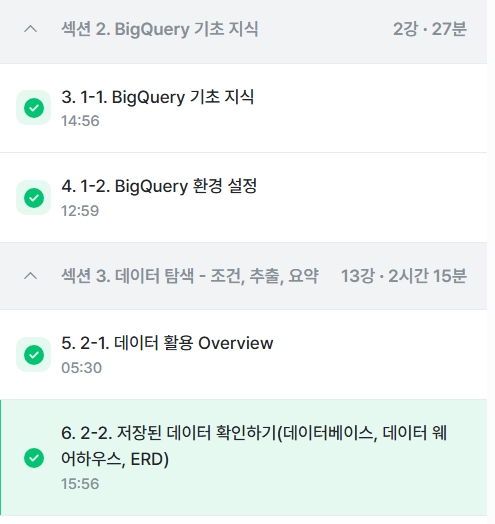 섹션 2. BigQuery 기초 지식 2강 · 27분
3. 1-1. BigQuery 기초 지식
14:56
4. 1-2. BigQuery 환경 설정
12:59
섹션 3. 데이터 탐색 - 조건, 추출, 요약 13강 · 2시간 15분
5. 2-1. 데이터 활용 Overview
05:30
6. 2-2. 저장된 데이터 확인하기(데이터베이스, 데이터 웨
어하우스, ERD)
15:56